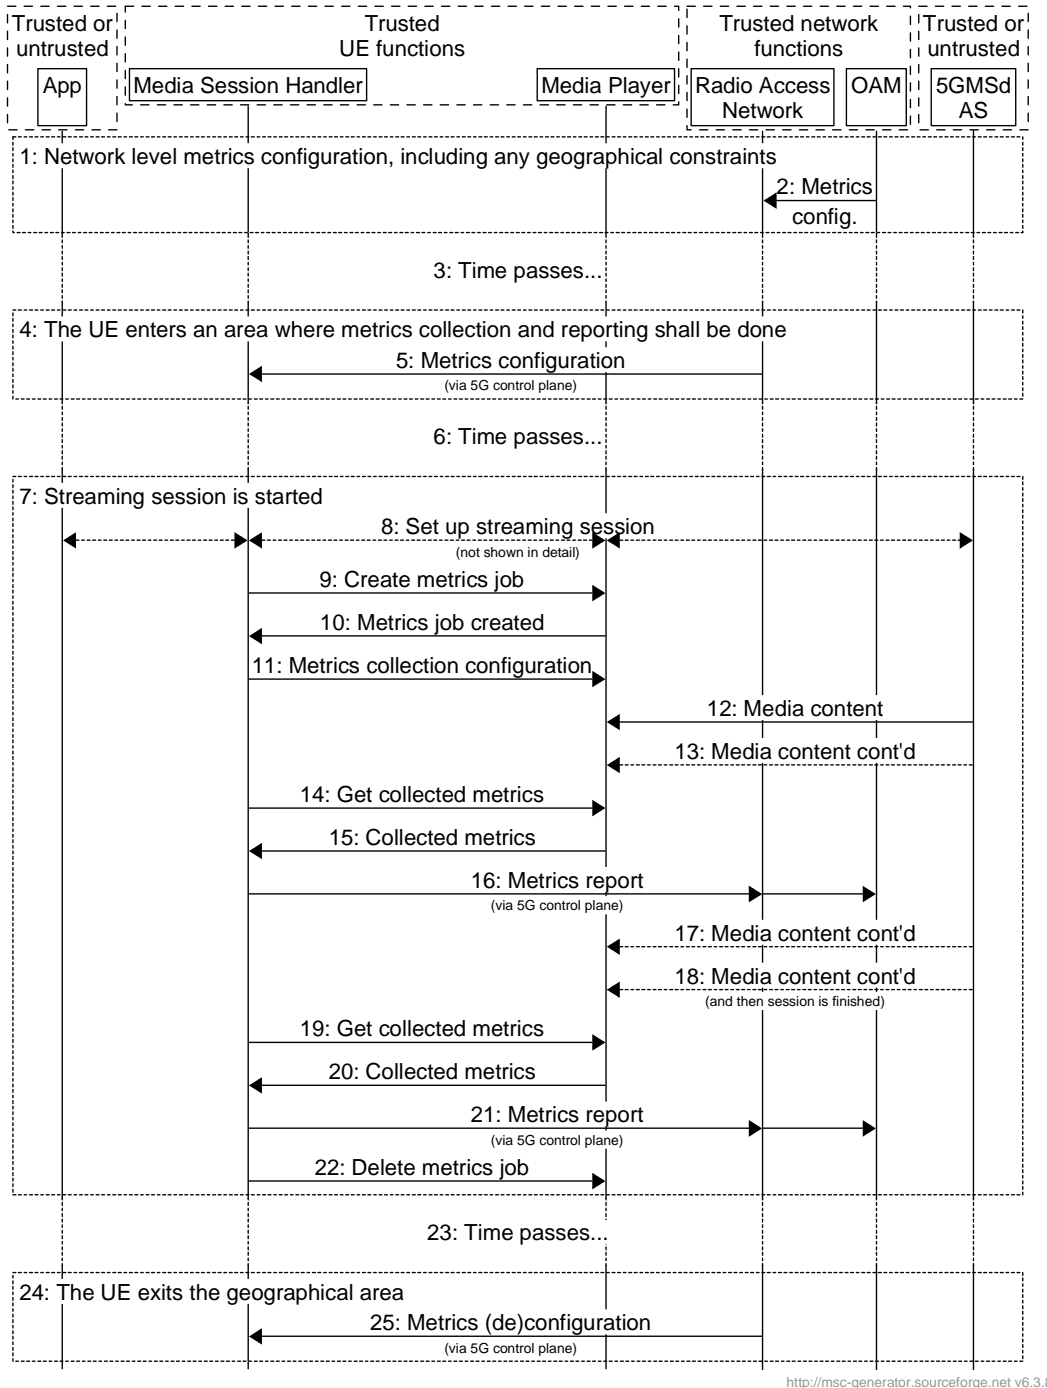 Trusted or
untrusted
Trusted
UE functions
Trusted network
functions
Trusted or
untrusted
App
Media Session Handler
Media Player
Radio Access
Network
OAM
5GMSd
AS
1: Network level metrics configuration, including any geographical constraints
2: Metrics
config.
3: Time passes...
4: The UE enters an area where metrics collection and reporting shall be done
5: Metrics configuration
(via 5G control plane)
6: Time passes...
7: Streaming session is started
8: Set up streaming session
(not shown in detail)
9: Create metrics job
10: Metrics job created
11: Metrics collection configuration
12: Media content
13: Media content cont'd
14: Get collected metrics
15: Collected metrics
16: Metrics report
(via 5G control plane)
17: Media content cont'd
18: Media content cont'd
(and then session is finished)
19: Get collected metrics
20: Collected metrics
21: Metrics report
(via 5G control plane)
22: Delete metrics job
23: Time passes...
24: The UE exits the geographical area
25: Metrics (de)configuration
(via 5G control plane)
http://msc-generator.sourceforge.net v6.3.8